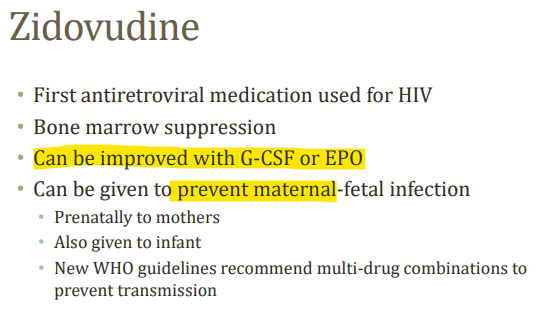 Zidovudine
• First antiretroviral medication used for HIV
• Bone marrow suppression
• Can be improved with G-CSF or EPO
• Can be given to prevent maternal-fetal infection
• Prenatally to mothers
• Also given to infant
• New WHO guidelines recommend multi-drug combinations to
prevent transmission